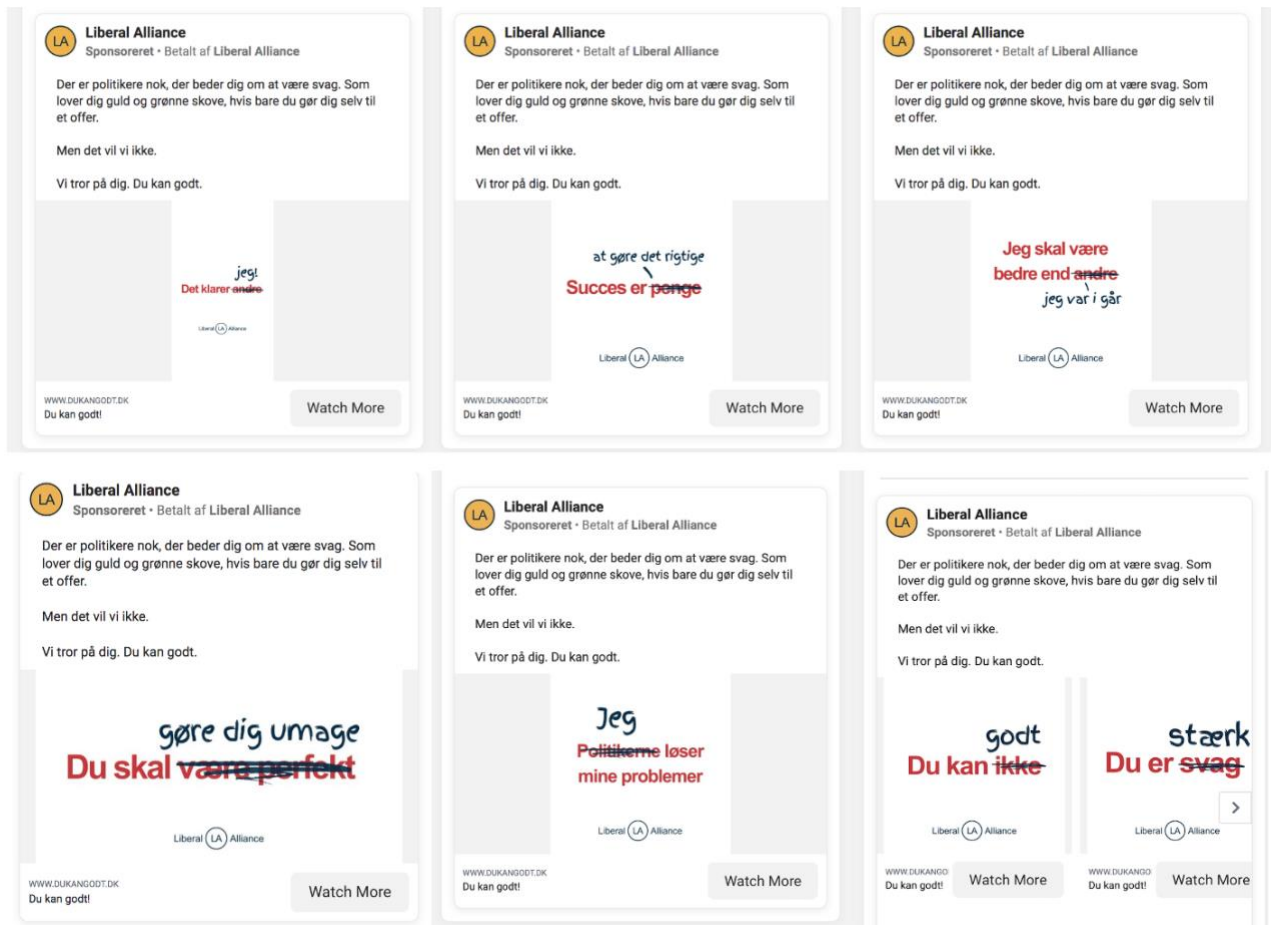 LA Liberal Alliance
Sponsoreret · Betalt af Liberal Alliance
Der er politikere nok, der beder dig om at være svag. Som
lover dig guld og grønne skove, hvis bare du gør dig selv til
et offer.
Men det vil vi ikke.
Vi tror på dig. Du kan godt.
jeg!
Det klarer andre
Liberal LA Alliance
WWW.DUKANGODT.DK
Du kan godt!
Watch More
LA Liberal Alliance
Sponsoreret · Betalt af Liberal Alliance
Der er politikere nok, der beder dig om at være svag. Som
lover dig guld og grønne skove, hvis bare du gør dig selv til
et offer.
Men det vil vi ikke.
Vi tror på dig. Du kan godt.
at gøre det rigtige
Succes er penge
Liberal LA Alliance
WWW.DUKANGODT.DK
Du kan godt!
Watch More
LA Liberal Alliance
Sponsoreret · Betalt af Liberal Alliance
Der er politikere nok, der beder dig om at være svag. Som
lover dig guld og grønne skove, hvis bare du gør dig selv til
et offer.
Men det vil vi ikke.
Vi tror på dig. Du kan godt.
Jeg skal være
bedre end andre
jeg var i går
Liberal LA Alliance
WWW.DUKANGODT.DK
Du kan godt!
Watch More
LA Liberal Alliance
Sponsoreret · Betalt af Liberal Alliance
Der er politikere nok, der beder dig om at være svag. Som
lover dig guld og grønne skove, hvis bare du gør dig selv til
et offer.
Men det vil vi ikke.
Vi tror på dig. Du kan godt.
gøre dig umage
Du skal være perfekt
Liberal LA Alliance
WWW.DUKANGODT.DK
Du kan godt!
Watch More
LA Liberal Alliance
Sponsoreret · Betalt af Liberal Alliance
Der er politikere nok, der beder dig om at være svag. Som
lover dig guld og grønne skove, hvis bare du gør dig selv til
et offer.
Men det vil vi ikke.
Vi tror på dig. Du kan godt.
Jeg
Politikerne løser
mine problemer
Liberal LA Alliance
WWW.DUKANGODT.DK
Du kan godt!
Watch More
LA Liberal Alliance
Sponsoreret · Betalt af Liberal Alliance
Der er politikere nok, der beder dig om at være svag. Som
lover dig guld og grønne skove, hvis bare du gør dig selv til
et offer.
Men det vil vi ikke.
Vi tror på dig. Du kan godt.
godt
Du kan ikke
Liberal LA Alliance
WWW.DUKANGO
Du kan godt!
Watch More
stærk
Du er svag
Liberal LA Alliance
WWW.DUKANGO
Du kan godt!
Watch More